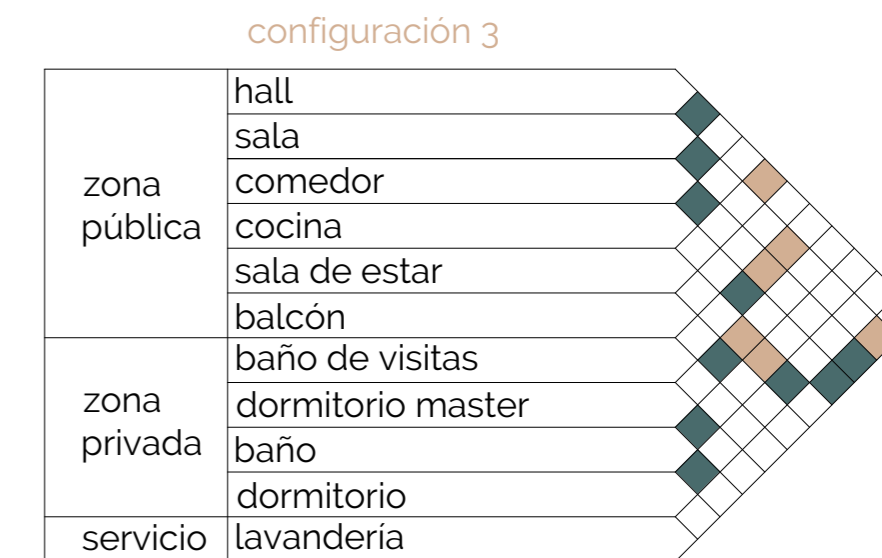 configuración 3
hall
sala
comedor
cocina
sala de estar
balcón
zona
pública
baño de visitas
dormitorio master
baño
dormitorio
zona
privada
servicio
lavandería